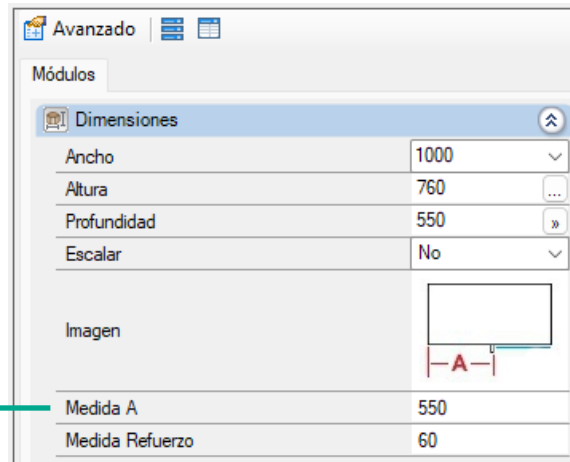 Avanzado
Módulos
Dimensiones
Ancho 1000
Altura 760 ...
Profundidad 550 »
Escalar No
Imagen
A
Medida A 550
Medida Refuerzo 60